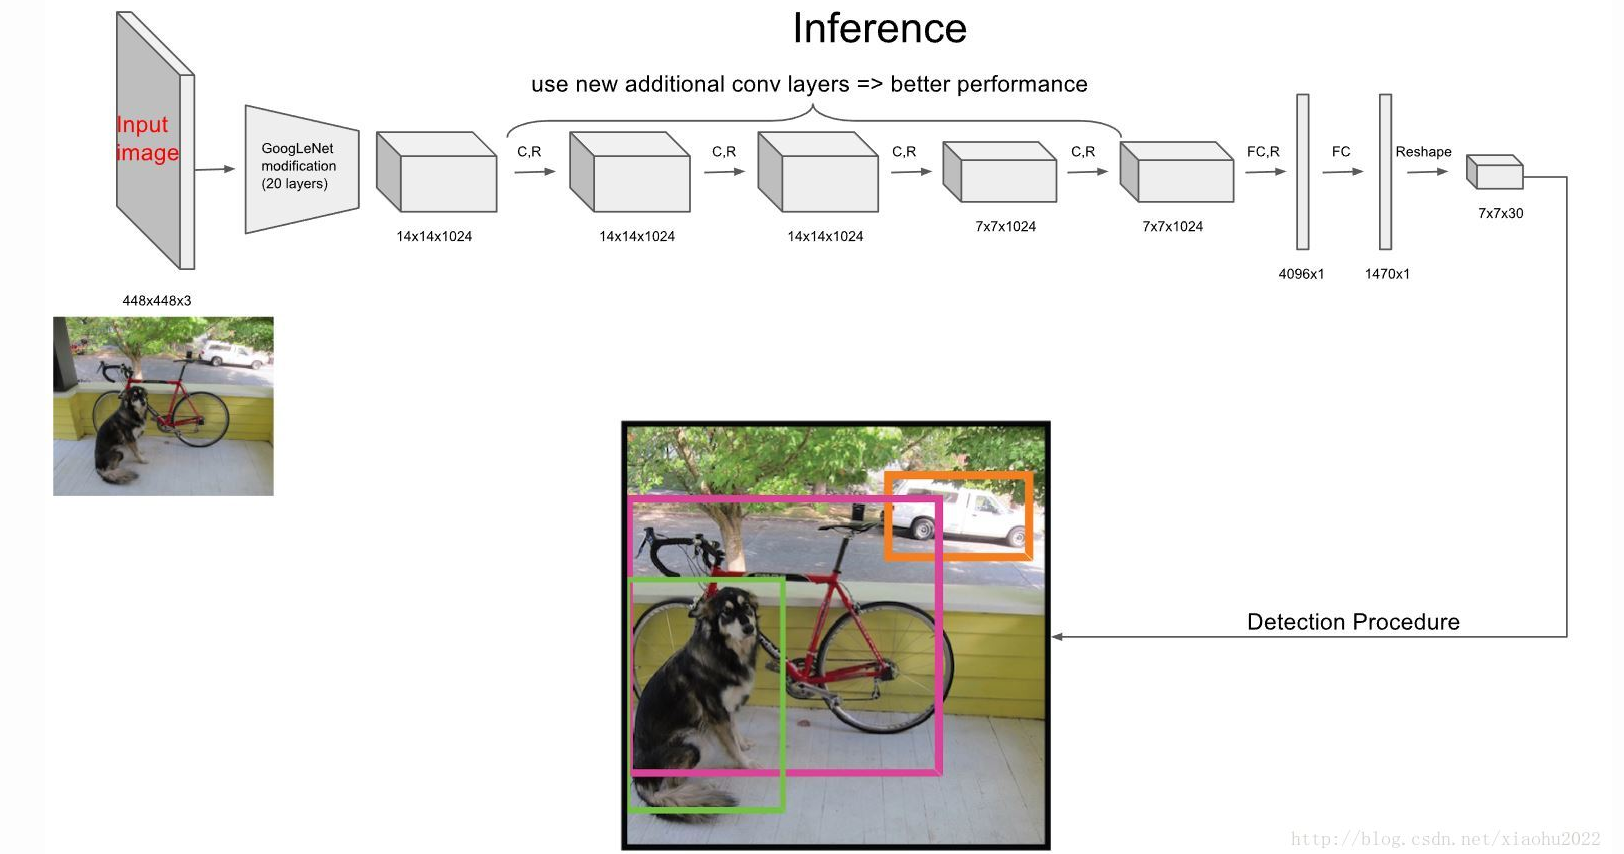 Inference
use new additional conv layers => better performance
Input
image
GoogLeNet
modification
(20 layers)
C,R
C,R
C,R
C,R
FC,R
FC
Reshape
14x14x1024
14x14x1024
14x14x1024
7x7x1024
7x7x1024
4096x1
1470x1
7x7x30
448x448x3
Detection Procedure
http://blog.csdn.net/xiaohu2022